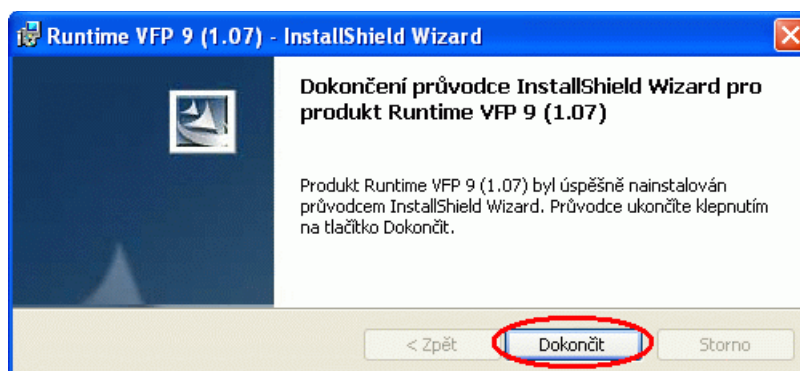 Runtime VFP 9 (1.07) - InstallShield Wizard
Dokončení průvodce InstallShield Wizard pro
produkt Runtime VFP 9 (1.07)
Produkt Runtime VFP 9 (1.07) byl úspěšně nainstalován
průvodcem InstallShield Wizard. Průvodce ukončíte klepnutím
na tlačítko Dokončit.
< Zpět Dokončit Storno